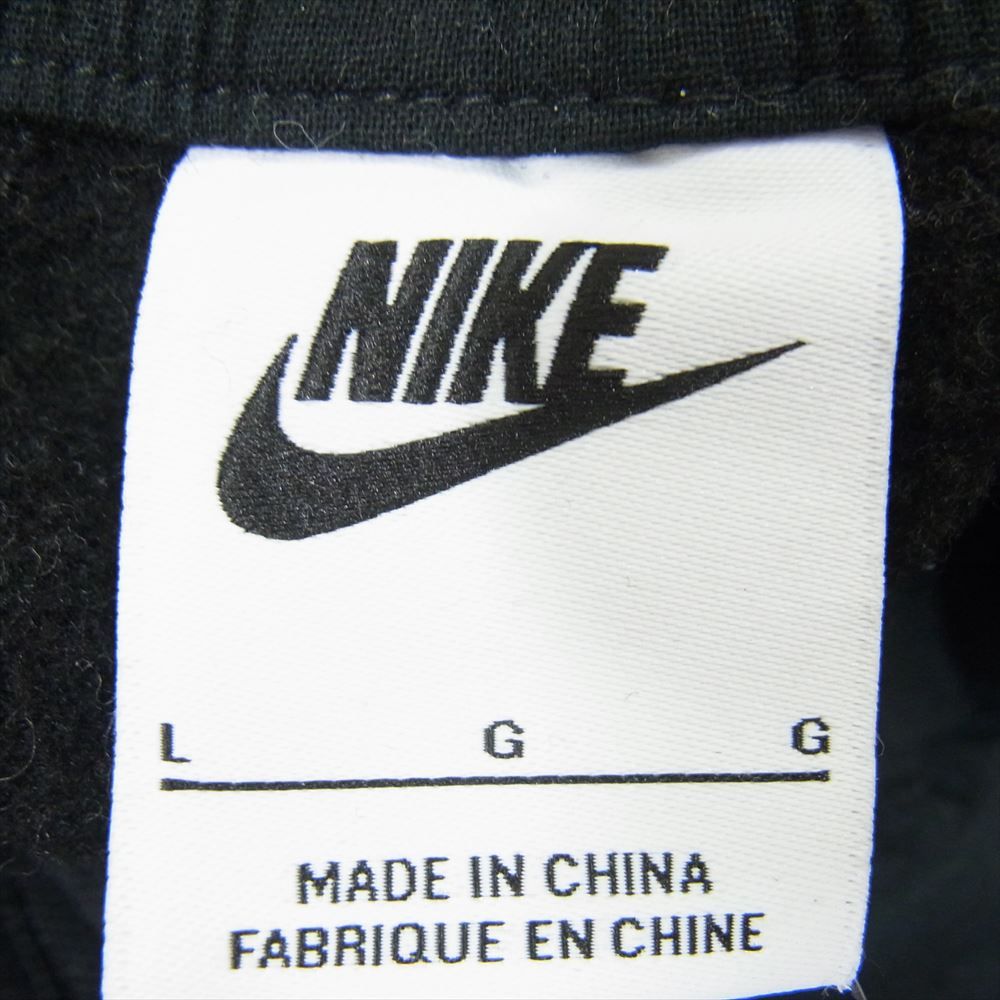 NIKE
L G G
MADE IN CHINA
FABRIQUE EN CHINE